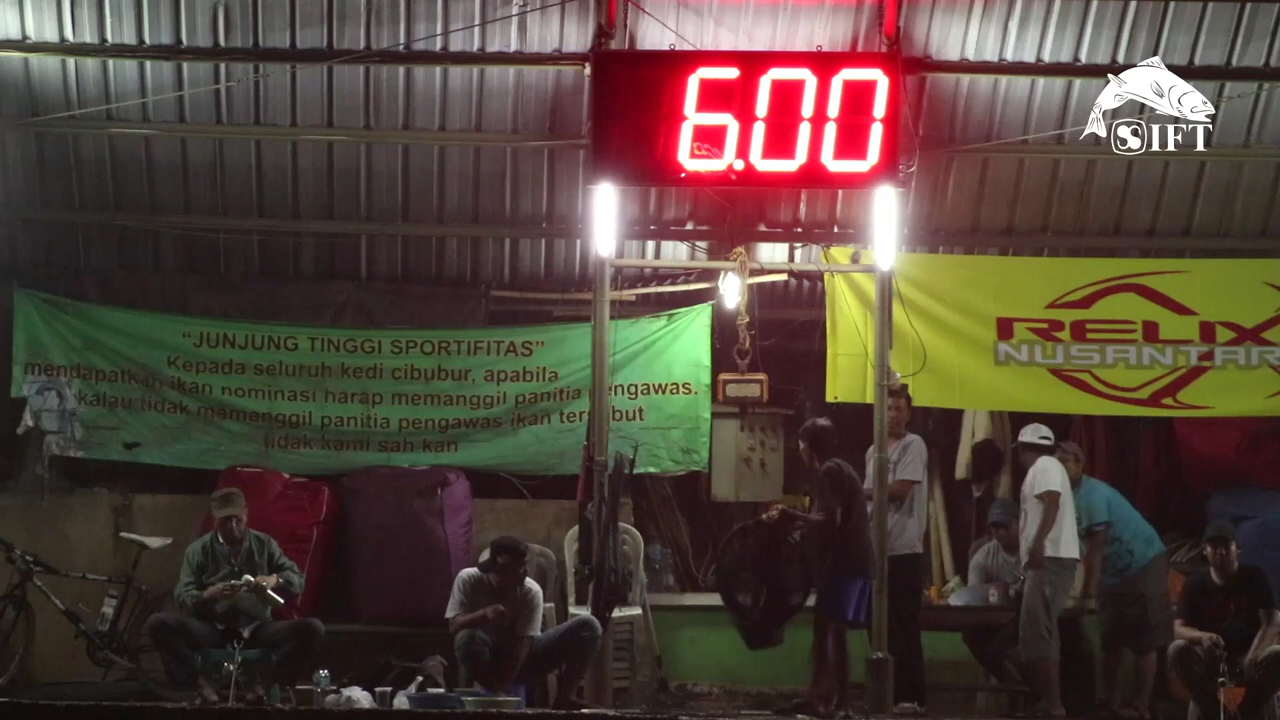 6.00
SIFT
“JUNJUNG TINGGI SPORTIFITAS”
Kepada seluruh kedi cibubur, apabila
mendapatkan ikan nominasi harap memanggil panitia pengawas.
kalau tidak memanggil panitia pengawas ikan tersebut
tidak kami sah kan
RELIX
NUSANTAR